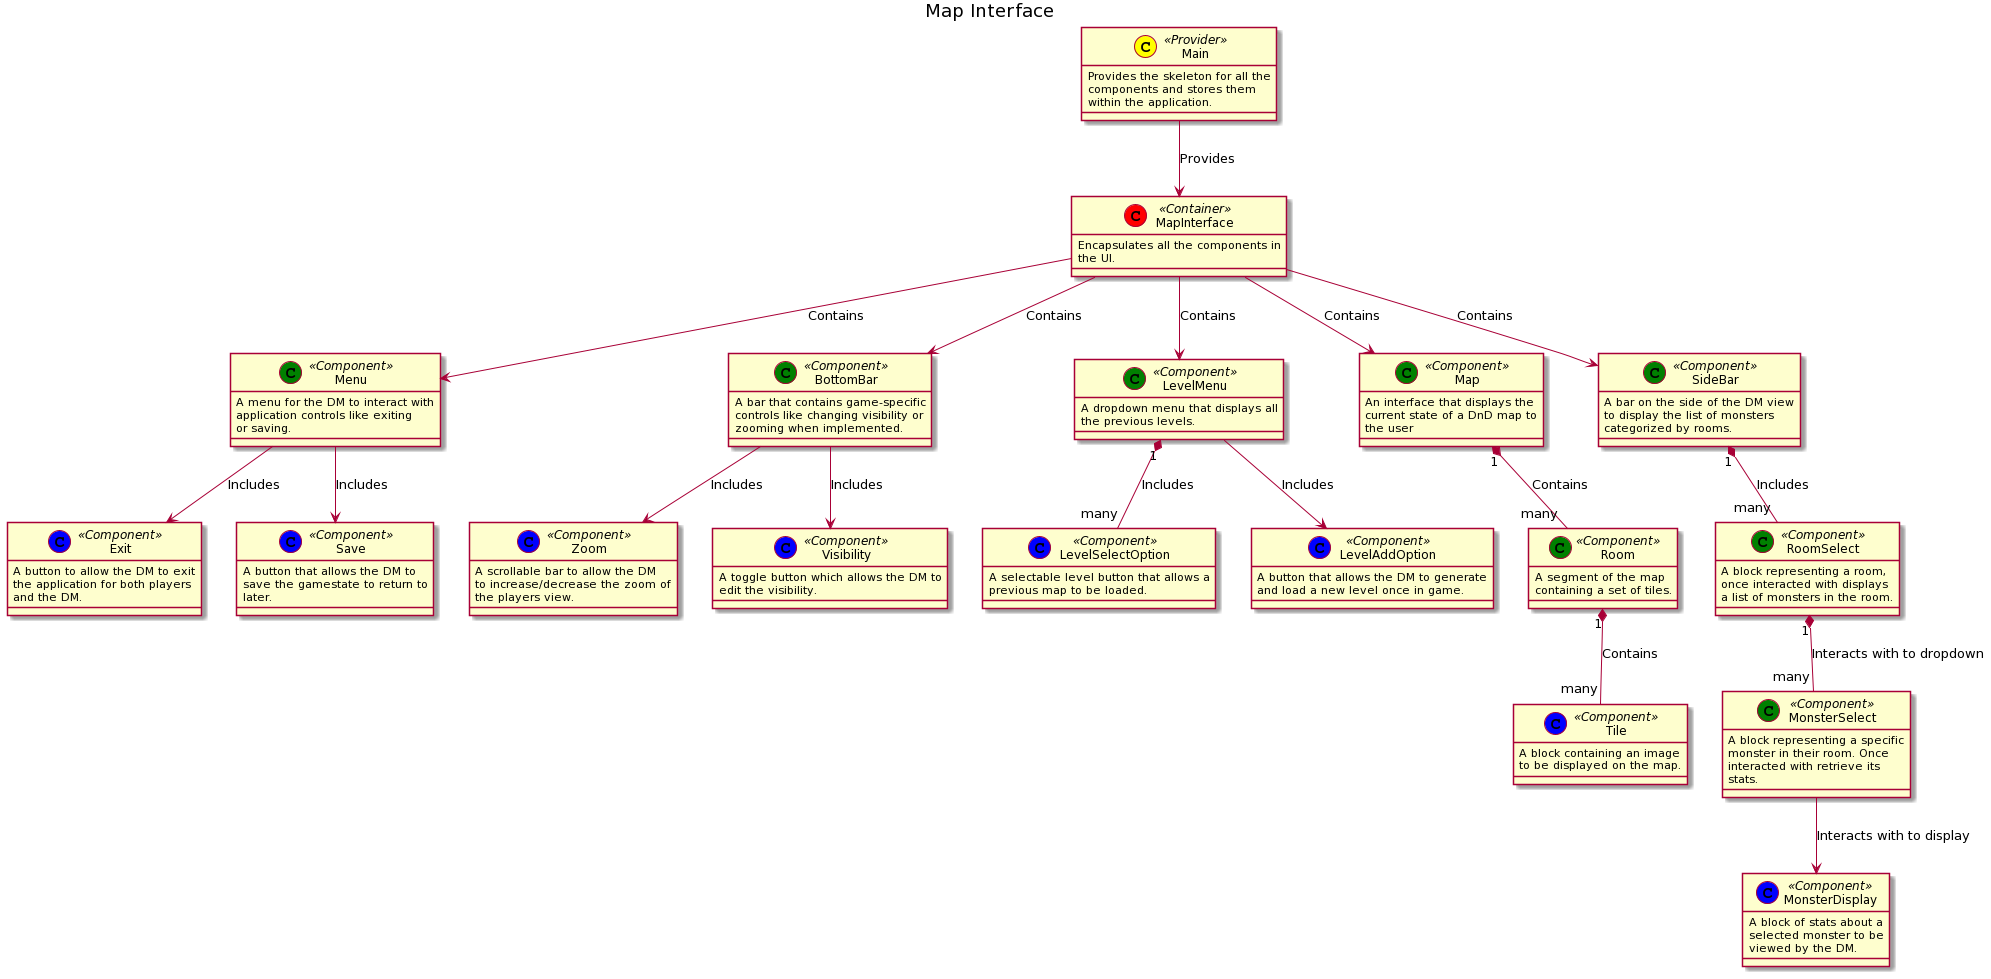 Map Interface
C
«Provider»
Main
Provides the skeleton for all the
components and stores them
within the application.
Provides
C
«Container»
MapInterface
Encapsulates all the components in
the UI.
Contains
Contains
Contains
Contains
Contains
C
«Component»
Menu
A menu for the DM to interact with
application controls like exiting
or saving.
C
«Component»
BottomBar
A bar that contains game-specific
controls like changing visibility or
zooming when implemented.
C
«Component»
LevelMenu
A dropdown menu that displays all
the previous levels.
C
«Component»
Map
An interface that displays the
current state of a DnD map to
the user
C
«Component»
SideBar
A bar on the side of the DM view
to display the list of monsters
categorized by rooms.
Includes
Includes
Includes
Includes
1
Includes
many
Includes
1
Contains
many
1
Includes
many
C
«Component»
Exit
A button to allow the DM to exit
the application for both players
and the DM.
C
«Component»
Save
A button that allows the DM to
save the gamestate to return to
later.
C
«Component»
Zoom
A scrollable bar to allow the DM
to increase/decrease the zoom of
the players view.
C
«Component»
Visibility
A toggle button which allows the DM to
edit the visibility.
C
«Component»
LevelSelectOption
A selectable level button that allows a
previous map to be loaded.
C
«Component»
LevelAddOption
A button that allows the DM to generate
and load a new level once in game.
C
«Component»
Room
A segment of the map
containing a set of tiles.
C
«Component»
RoomSelect
A block representing a room,
once interacted with displays
a list of monsters in the room.
1
Contains
many
1
Interacts with to dropdown
many
C
«Component»
Tile
A block containing an image
to be displayed on the map.
C
«Component»
MonsterSelect
A block representing a specific
monster in their room. Once
interacted with retrieve its
stats.
Interacts with to display
C
«Component»
MonsterDisplay
A block of stats about a
selected monster to be
viewed by the DM.